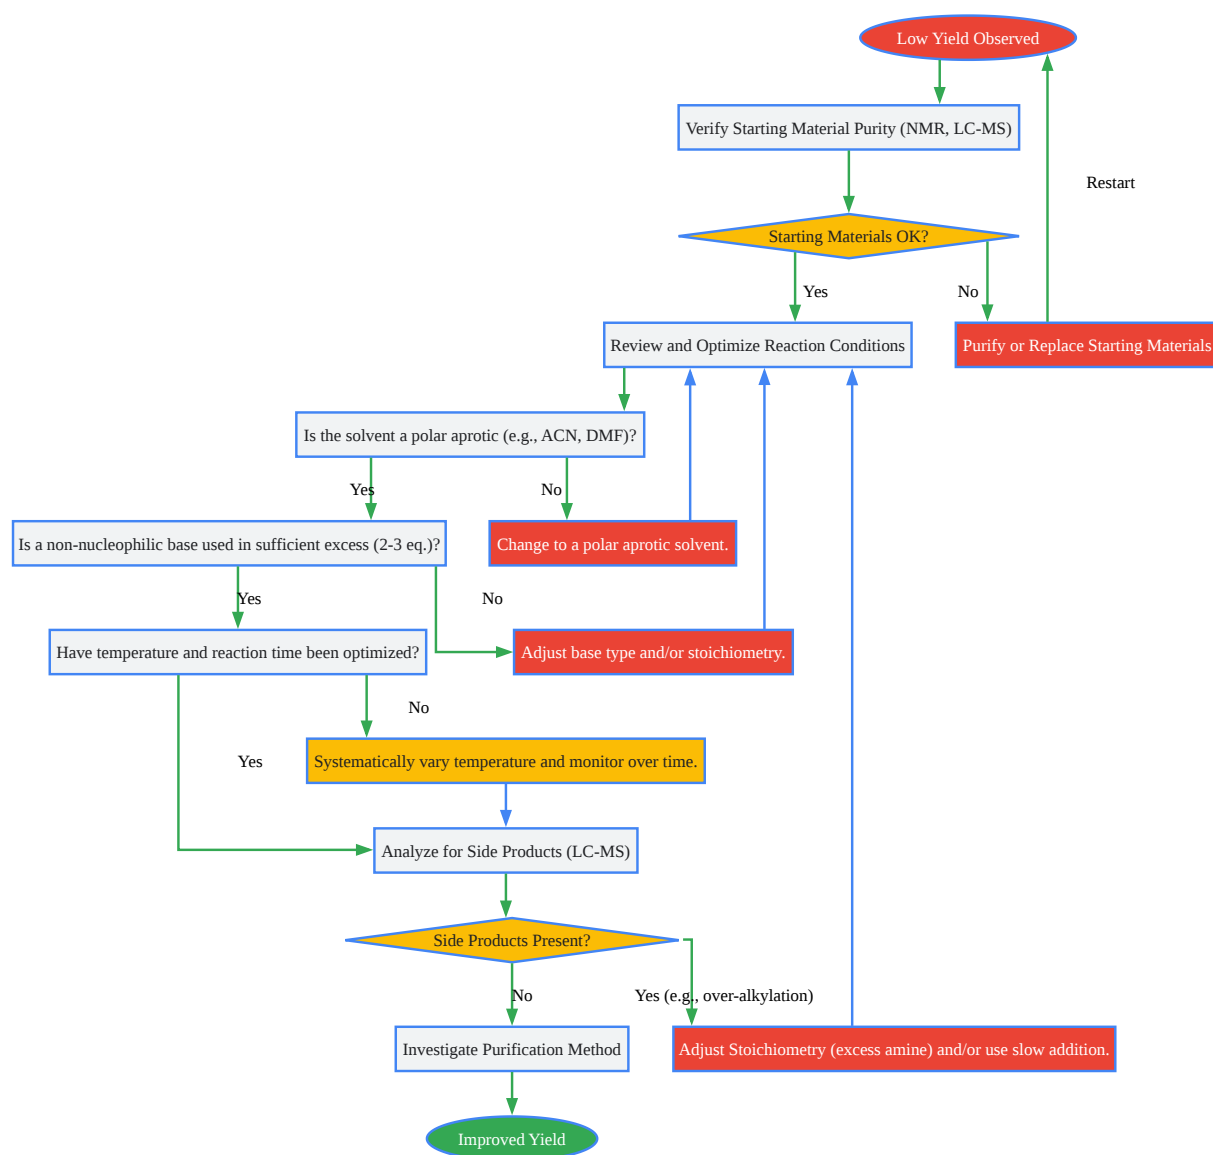 Low Yield Observed
Verify Starting Material Purity (NMR, LC-MS)
Restart
Starting Materials OK?
Yes
No
Review and Optimize Reaction Conditions
Purify or Replace Starting Materials
Is the solvent a polar aprotic (e.g., ACN, DMF)?
Yes
No
Is a non-nucleophilic base used in sufficient excess (2-3 eq.)?
Change to a polar aprotic solvent.
Yes
No
Have temperature and reaction time been optimized?
Adjust base type and/or stoichiometry.
No
Yes
Systematically vary temperature and monitor over time.
Analyze for Side Products (LC-MS)
Side Products Present?
No
Yes (e.g., over-alkylation)
Investigate Purification Method
Adjust Stoichiometry (excess amine) and/or use slow addition.
Improved Yield